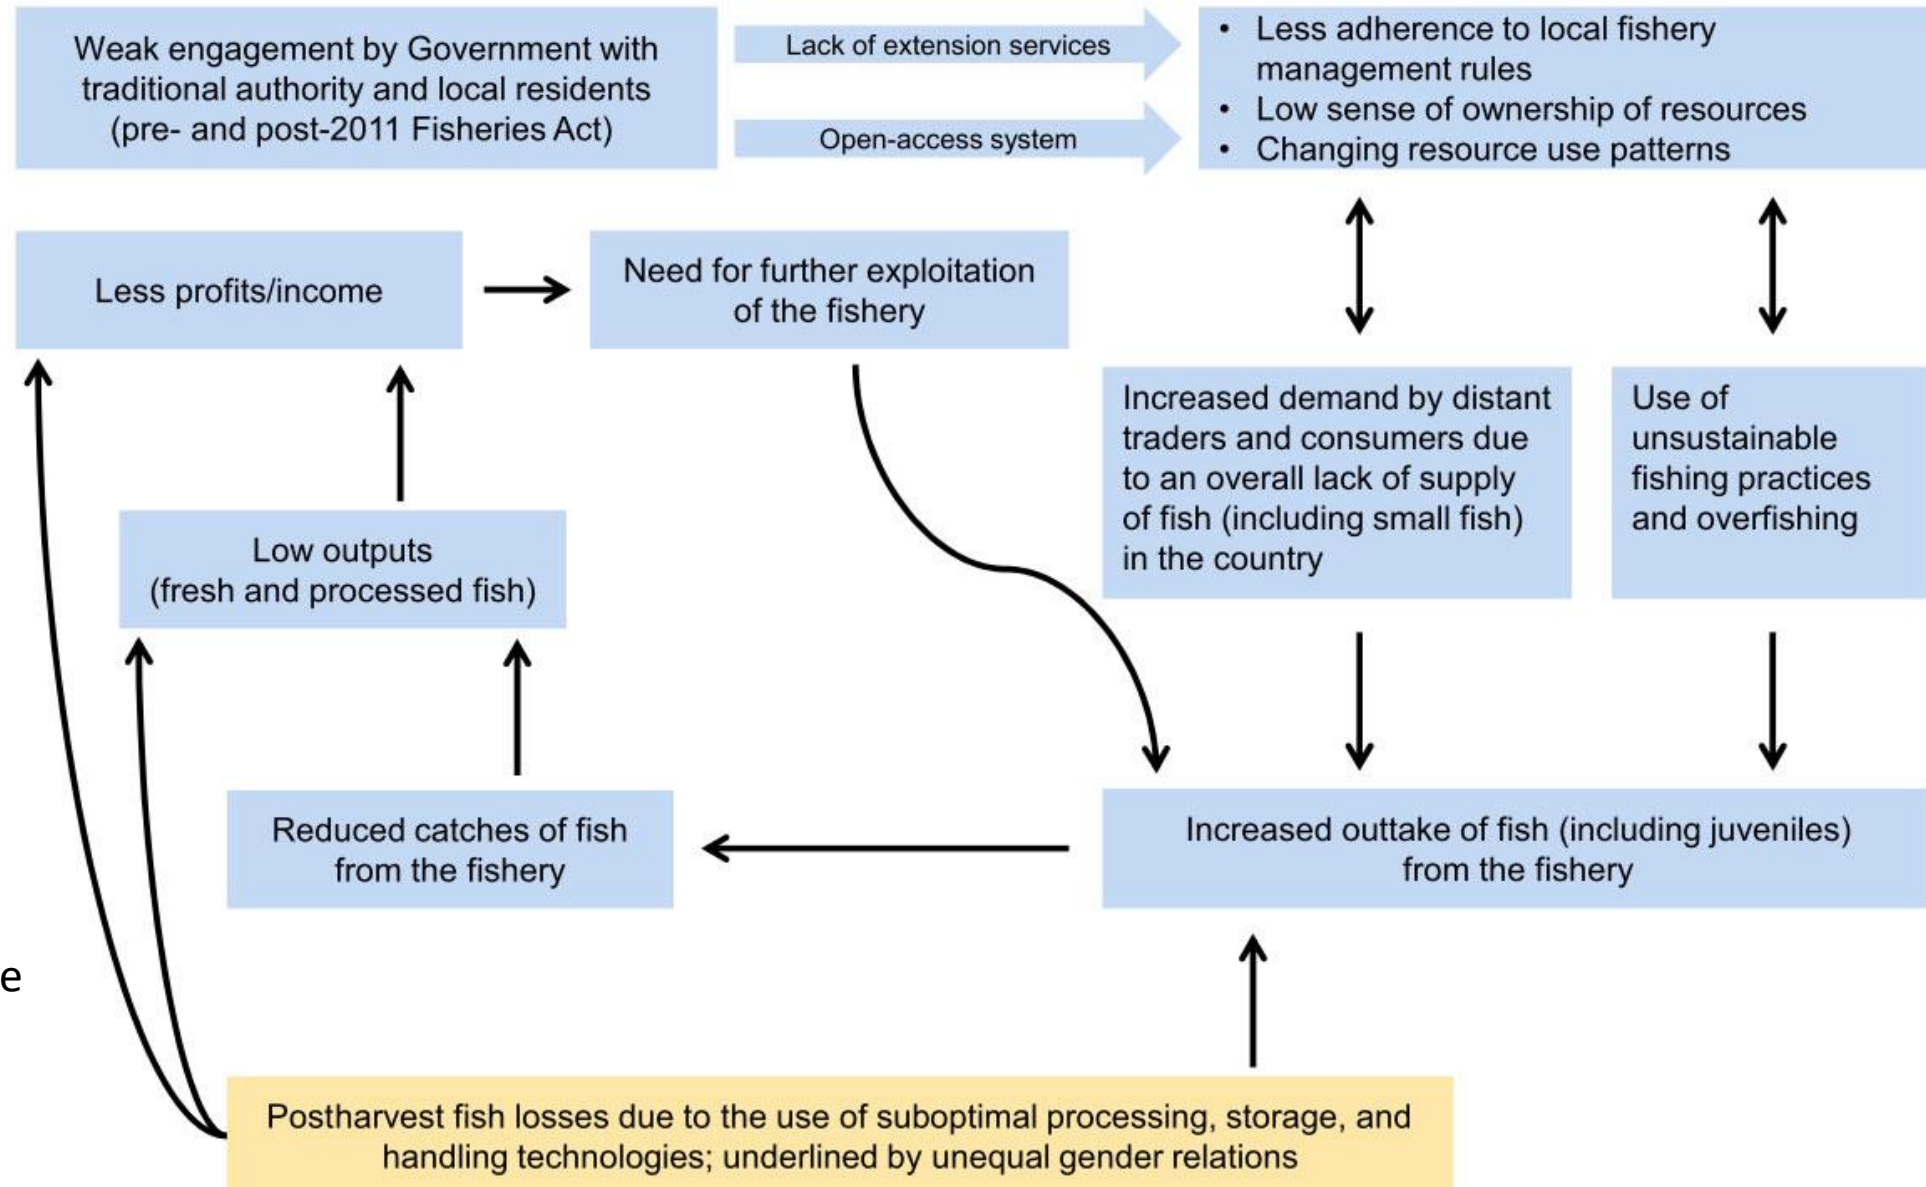 Weak engagement by Government with
traditional authority and local residents
(pre- and post-2011 Fisheries Act)
Lack of extension services
Open-access system
• Less adherence to local fishery
management rules
• Low sense of ownership of resources
• Changing resource use patterns
Less profits/income
Need for further exploitation
of the fishery
Increased demand by distant
traders and consumers due
to an overall lack of supply
of fish (including small fish)
in the country
Use of
unsustainable
fishing practices
and overfishing
Low outputs
(fresh and processed fish)
Reduced catches of fish
from the fishery
Increased outtake of fish (including juveniles)
from the fishery
e
Postharvest fish losses due to the use of suboptimal processing, storage, and
handling technologies; underlined by unequal gender relations